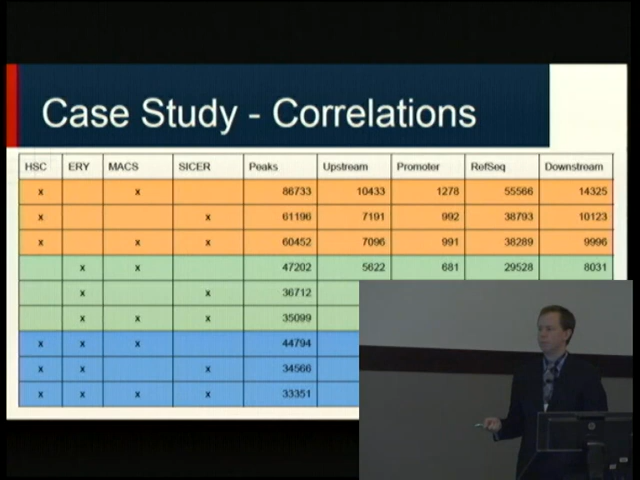 Case Study - Correlations
HSC ERY MACS SICER Peaks Upstream Promoter RefSeq Downstream
x x 86733 10433 1278 55566 14325
x x 61196 7191 992 38793 10123
x x x 60452 7096 991 38289 9996
x x 47202 5622 681 29528 8031
x x 36712
x x x 35099
x x x 44794
x x x 34566
x x x x 33351